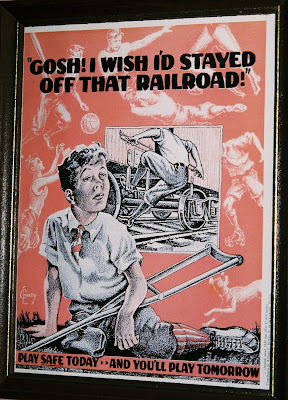 "GOSH! I WISH I'D STAYED
OFF THAT RAILROAD!"
PLAY SAFE TODAY·· AND YOU'LL PLAY TOMORROW